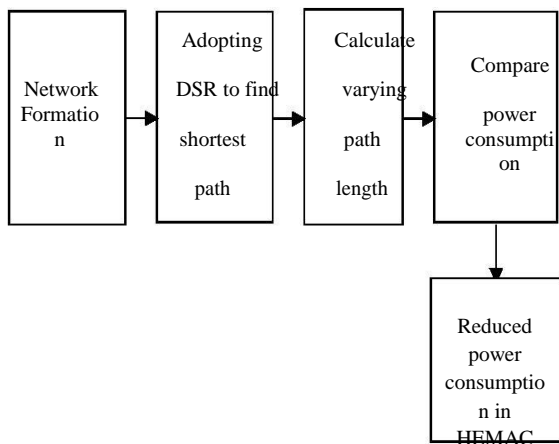 Network
Formatio
n
Adopting
DSR to find
shortest
path
Calculate
varying
path
length
Compare
power
consumpti
on
Reduced
power
consumptio
n in
HEMAC